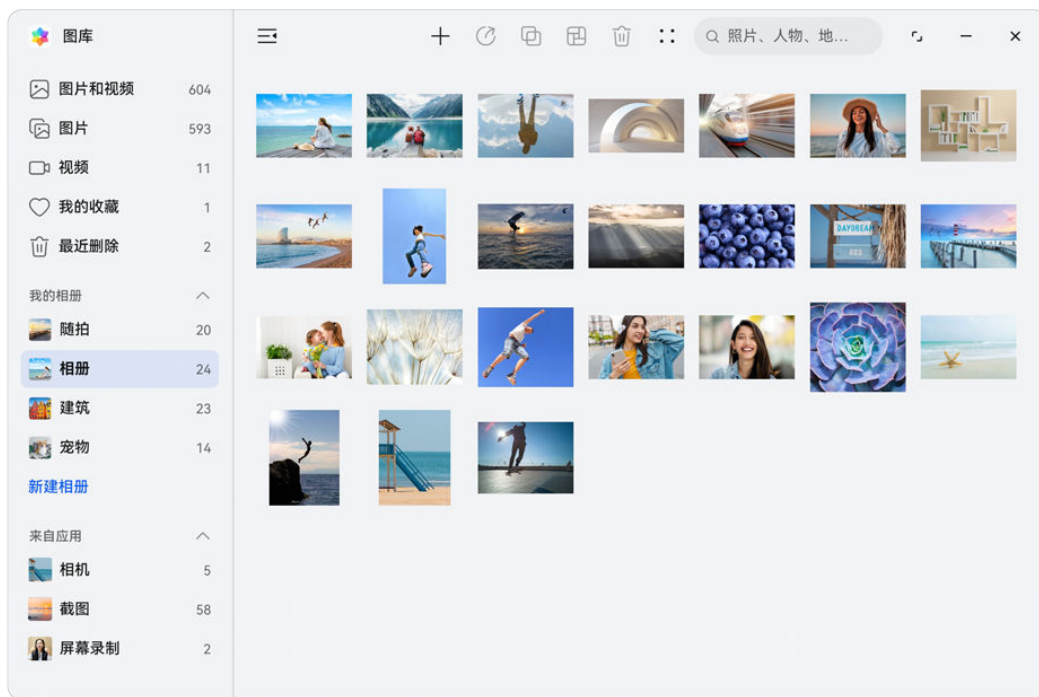 图库
照片、人物、地...
图片和视频 604
图片 593
视频 11
我的收藏 1
最近删除 2
我的相册
随拍 20
相册 24
建筑 23
宠物 14
新建相册
来自应用
相机 5
截图 58
屏幕录制 2
DAYDREAM